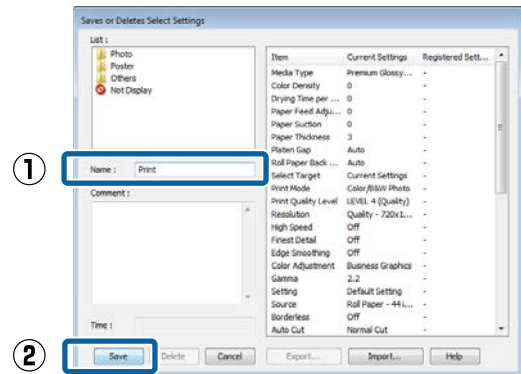 Saves or Deletes Select Settings
List :
Photo
Poster
Others
Not Display
① Name : Print
Comment :
Time :
② Save Delete Cancel Export... Import... Help
Item Current Settings Registered Sett...
Media Type Premium Glossy... -
Color Density 0 -
Drying Time per ... 0 -
Paper Feed Adju... 0 -
Paper Suction 0 -
Paper Thickness 3 -
Platen Gap Auto -
Roll Paper Back ... Auto -
Select Target Current Settings -
Print Mode Color/B&W Photo -
Print Quality Level LEVEL 4 (Quality) -
Resolution Quality - 720x1... -
High Speed Off -
Finest Detail Off -
Edge Smoothing Off -
Color Adjustment Business Graphics -
Gamma 2.2 -
Setting Default Setting -
Source Roll Paper - 44 i... -
Borderless Off -
Auto Cut Normal Cut -